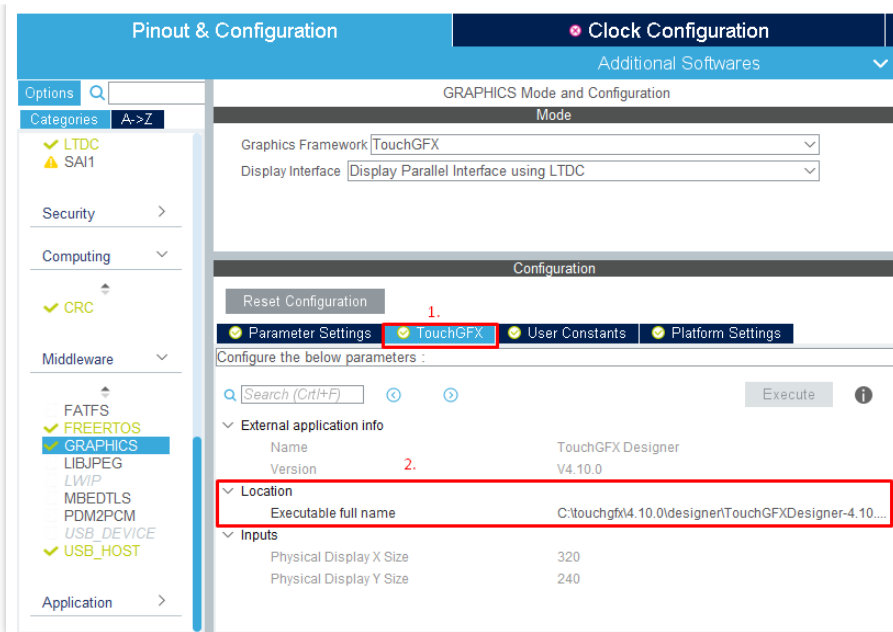 Pinout & Configuration
Clock Configuration
Additional Softwares
Options
Categories A->Z
LTDC
SAI1
Security
Computing
CRC
Middleware
FATFS
FREERTOS
GRAPHICS
LIBJPEG
LWIP
MBEDTLS
PDM2PCM
USB_DEVICE
USB_HOST
Application
GRAPHICS Mode and Configuration
Mode
Graphics Framework TouchGFX
Display Interface Display Parallel Interface using LTDC
Configuration
Reset Configuration
1.
Parameter Settings TouchGFX User Constants Platform Settings
Configure the below parameters :
Search (Crtl+F) Execute
External application info
Name TouchGFX Designer
Version V4.10.0
2.
Location
Executable full name C:\touchgfx\4.10.0\designer\TouchGFXDesigner-4.10....
Inputs
Physical Display X Size 320
Physical Display Y Size 240